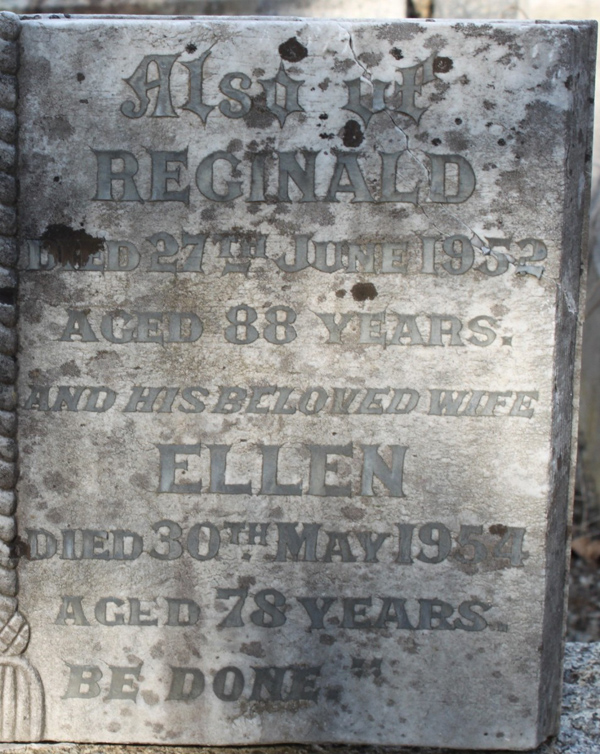 Also of
REGINALD
DIED 27TH JUNE 1952
AGED 88 YEARS.
AND HIS BELOVED WIFE
ELLEN
DIED 30TH MAY 1954
AGED 78 YEARS.
BE DONE."